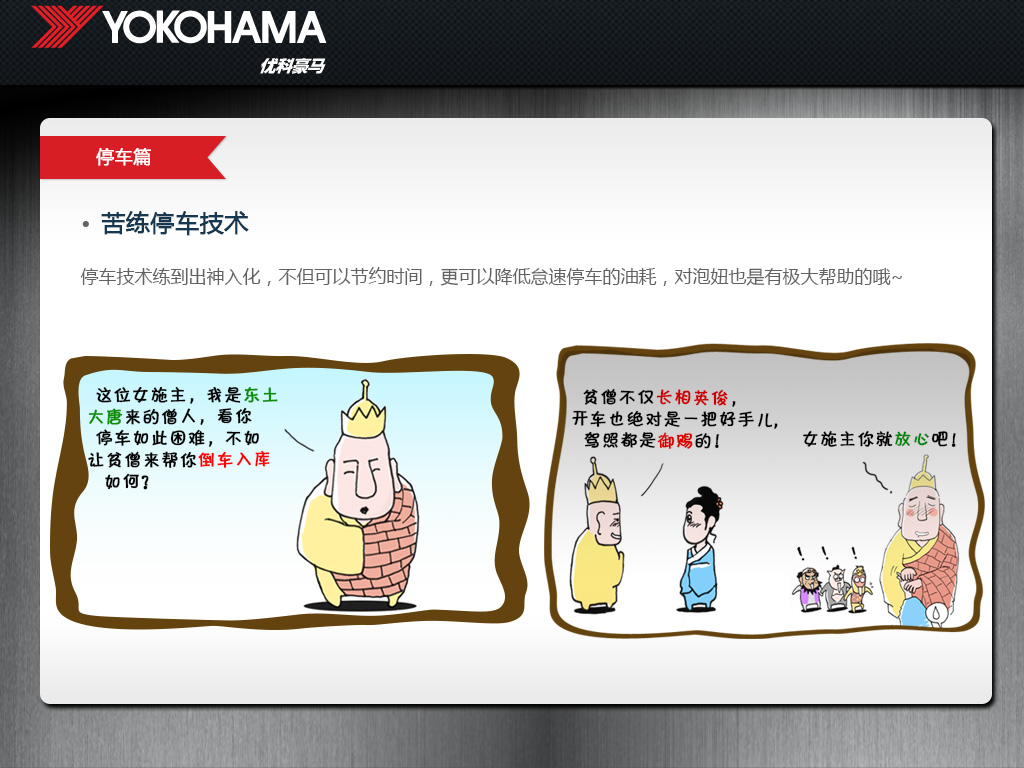 YOKOHAMA
优科豪马
停车篇
• 苦练停车技术
停车技术练到出神入化，不但可以节约时间，更可以降低怠速停车的油耗，对泡妞也是有极大帮助的哦~
这位女施主，我是东土
大唐来的僧人，看你
停车如此困难，不如
让贫僧来帮你倒车入库
如何？
贫僧不仅长相英俊，
开车也绝对是一把好手儿，
驾照都是御赐的！
女施主你就放心吧！
! ! !